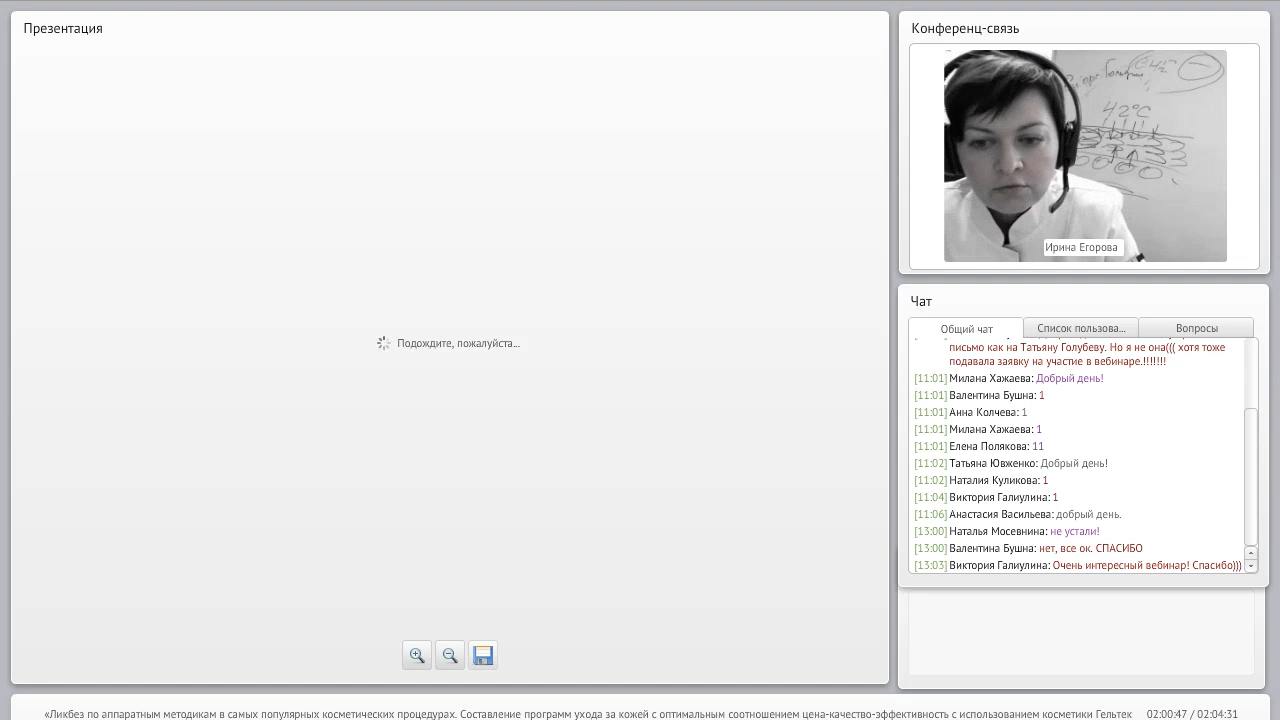 Презентация
Подождите, пожалуйста...
Конференц-связь
42°C
Ирина Егорова
Чат
Общий чат
Список пользова...
Вопросы
письмо как на Татьяну Голубеву. Но я не она((( хотя тоже
подавала заявку на участие в вебинаре.!!!!!!!
[11:01] Милана Хажаева: Добрый день!
[11:01] Валентина Бушна: 1
[11:01] Анна Колчева: 1
[11:01] Милана Хажаева: 1
[11:01] Елена Полякова: 11
[11:02] Татьяна Ювженко: Добрый день!
[11:02] Наталия Куликова: 1
[11:04] Виктория Галиулина: 1
[11:06] Анастасия Васильева: добрый день.
[13:00] Наталья Мосевнина: не устали!
[13:00] Валентина Бушна: нет, все ок. СПАСИБО
[13:03] Виктория Галиулина: Очень интересный вебинар! Спасибо)))
«Ликбез по аппаратным методикам в самых популярных косметических процедурах. Составление программ ухода за кожей с оптимальным соотношением цена-качество-эффективность с использованием косметики Гельтек 02:00:47 / 02:04:31